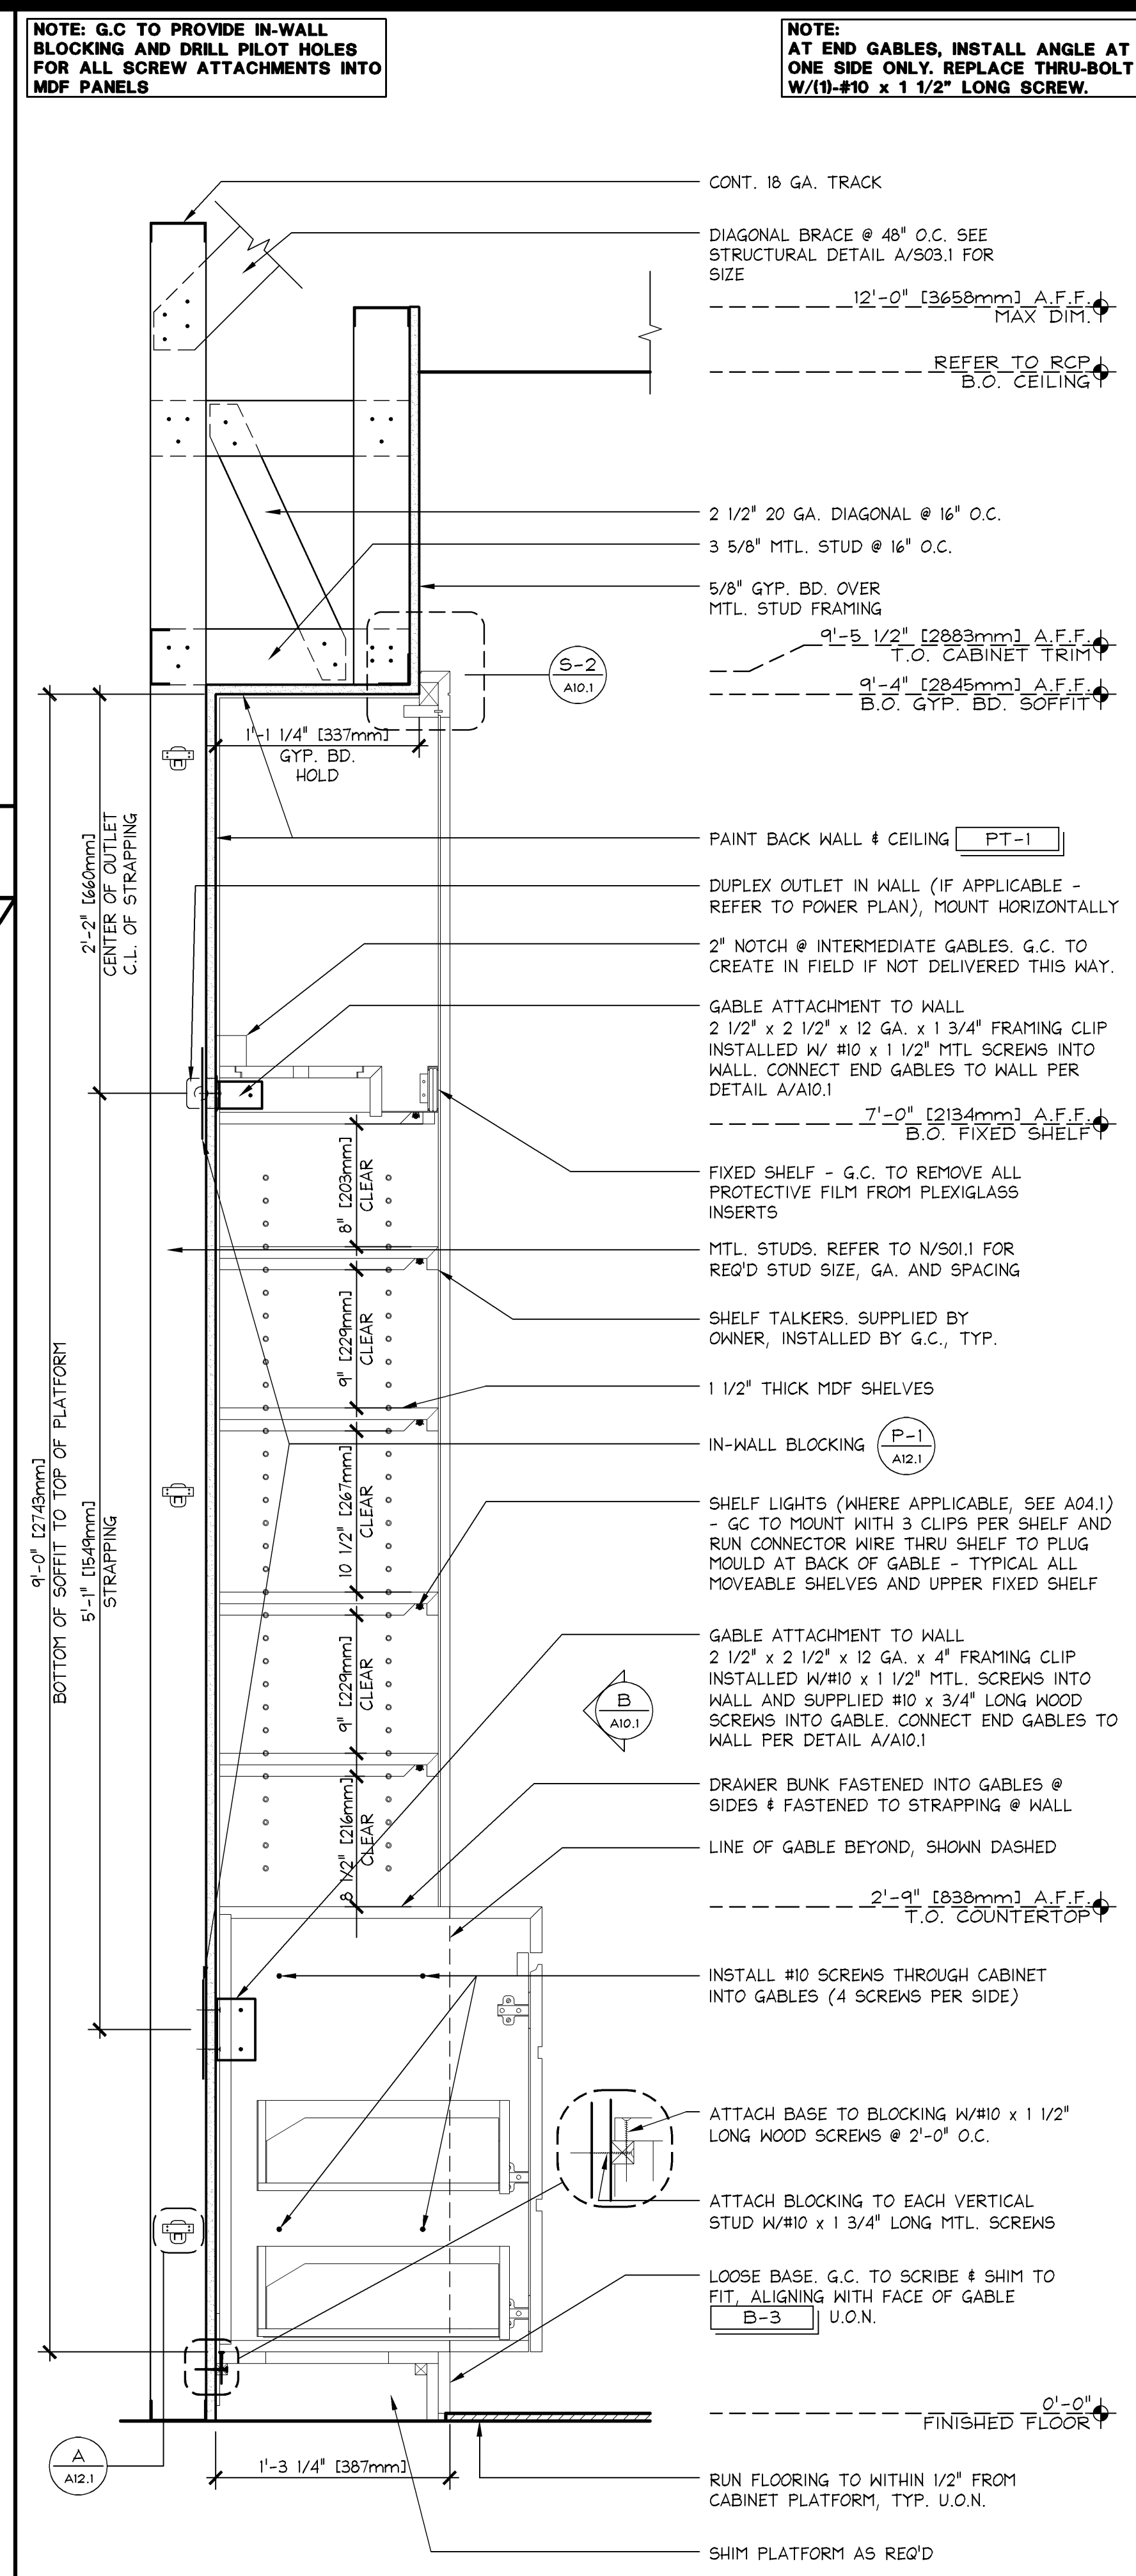 NOTE: G.C TO PROVIDE IN-WALL
BLOCKING AND DRILL PILOT HOLES
FOR ALL SCREW ATTACHMENTS INTO
MDF PANELS
NOTE:
AT END GABLES, INSTALL ANGLE AT
ONE SIDE ONLY. REPLACE THRU-BOLT
W/(1)-#10 x 1 1/2" LONG SCREW.
CONT. 18 GA. TRACK
DIAGONAL BRACE @ 48" O.C. SEE
STRUCTURAL DETAIL A/S03.1 FOR
SIZE
12'-0" [3658mm] A.F.F.
MAX DIM.
REFER TO RCP
B.O. CEILING
2 1/2" 20 GA. DIAGONAL @ 16" O.C.
3 5/8" MTL. STUD @ 16" O.C.
5/8" GYP. BD. OVER
MTL. STUD FRAMING
9'-5 1/2" [2883mm] A.F.F.
T.O. CABINET TRIM
S-2
A10.1
9'-4" [2845mm] A.F.F.
B.O. GYP. BD. SOFFIT
1'-1 1/4" [337mm]
GYP. BD.
HOLD
2'-2" [660mm]
CENTER OF OUTLET
C.L. OF STRAPPING
PAINT BACK WALL & CEILING PT-1
DUPLEX OUTLET IN WALL (IF APPLICABLE -
REFER TO POWER PLAN), MOUNT HORIZONTALLY
2" NOTCH @ INTERMEDIATE GABLES. G.C. TO
CREATE IN FIELD IF NOT DELIVERED THIS WAY.
GABLE ATTACHMENT TO WALL
2 1/2" x 2 1/2" x 12 GA. x 1 3/4" FRAMING CLIP
INSTALLED W/ #10 x 1 1/2" MTL SCREWS INTO
WALL. CONNECT END GABLES TO WALL PER
DETAIL A/A10.1
7'-0" [2134mm] A.F.F.
B.O. FIXED SHELF
8" [203mm]
CLEAR
FIXED SHELF - G.C. TO REMOVE ALL
PROTECTIVE FILM FROM PLEXIGLASS
INSERTS
MTL. STUDS. REFER TO N/S01.1 FOR
REQ'D STUD SIZE, GA. AND SPACING
9" [229mm]
CLEAR
SHELF TALKERS. SUPPLIED BY
OWNER, INSTALLED BY G.C., TYP.
1 1/2" THICK MDF SHELVES
9'-0" [2743mm]
BOTTOM OF SOFFIT TO TOP OF PLATFORM
5'-1" [1549mm]
STRAPPING
IN-WALL BLOCKING
P-1
A12.1
10 1/2" [267mm]
CLEAR
SHELF LIGHTS (WHERE APPLICABLE, SEE A04.1)
- GC TO MOUNT WITH 3 CLIPS PER SHELF AND
RUN CONNECTOR WIRE THRU SHELF TO PLUG
MOULD AT BACK OF GABLE - TYPICAL ALL
MOVEABLE SHELVES AND UPPER FIXED SHELF
9" [229mm]
CLEAR
GABLE ATTACHMENT TO WALL
2 1/2" x 2 1/2" x 12 GA. x 4" FRAMING CLIP
INSTALLED W/#10 x 1 1/2" MTL. SCREWS INTO
WALL AND SUPPLIED #10 x 3/4" LONG WOOD
SCREWS INTO GABLE. CONNECT END GABLES TO
WALL PER DETAIL A/A10.1
B
A10.1
8 1/2" [216mm]
CLEAR
DRAWER BUNK FASTENED INTO GABLES @
SIDES & FASTENED TO STRAPPING @ WALL
LINE OF GABLE BEYOND, SHOWN DASHED
2'-9" [838mm] A.F.F.
T.O. COUNTERTOP
INSTALL #10 SCREWS THROUGH CABINET
INTO GABLES (4 SCREWS PER SIDE)
ATTACH BASE TO BLOCKING W/#10 x 1 1/2"
LONG WOOD SCREWS @ 2'-0" O.C.
ATTACH BLOCKING TO EACH VERTICAL
STUD W/#10 x 1 3/4" LONG MTL. SCREWS
LOOSE BASE. G.C. TO SCRIBE & SHIM TO
FIT, ALIGNING WITH FACE OF GABLE
B-3 U.O.N.
0'-0"
FINISHED FLOOR
A
A12.1
1'-3 1/4" [387mm]
RUN FLOORING TO WITHIN 1/2" FROM
CABINET PLATFORM, TYP. U.O.N.
SHIM PLATFORM AS REQ'D